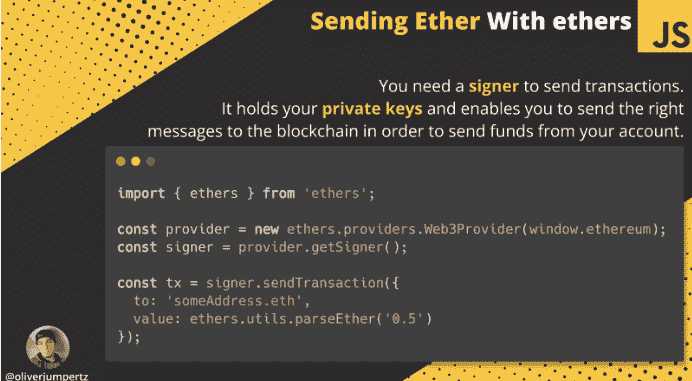 Sending Ether With ethers
JS
You need a signer to send transactions.
It holds your private keys and enables you to send the right
messages to the blockchain in order to send funds from your account.
import { ethers } from 'ethers';
const provider = new ethers.providers.Web3Provider(window.ethereum);
const signer = provider.getSigner();
const tx = signer.sendTransaction({
to: 'someAddress.eth',
value: ethers.utils.parseEther('0.5')
});
@oliverjumpertz